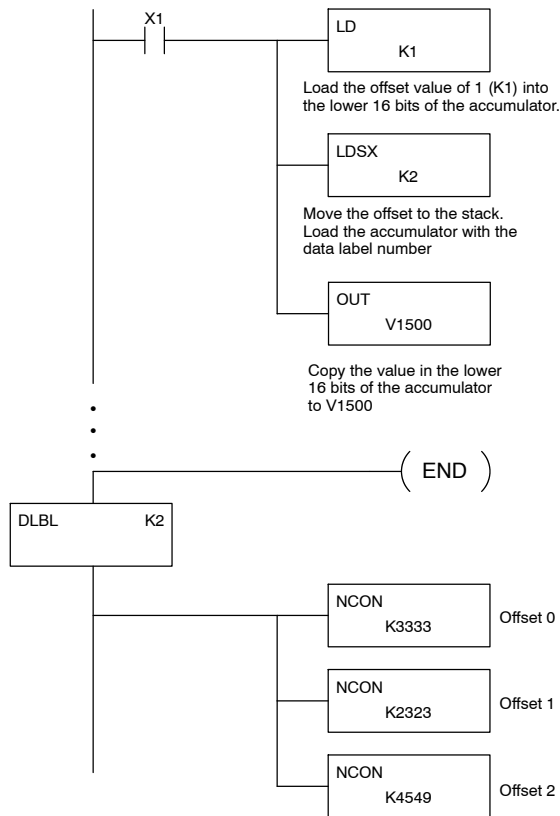 X1
LD
K1
Load the offset value of 1 (K1) into
the lower 16 bits of the accumulator.
LDSX
K2
Move the offset to the stack.
Load the accumulator with the
data label number
OUT
V1500
Copy the value in the lower
16 bits of the accumulator
to V1500
END
DLBL K2
NCON
K3333
Offset 0
NCON
K2323
Offset 1
NCON
K4549
Offset 2